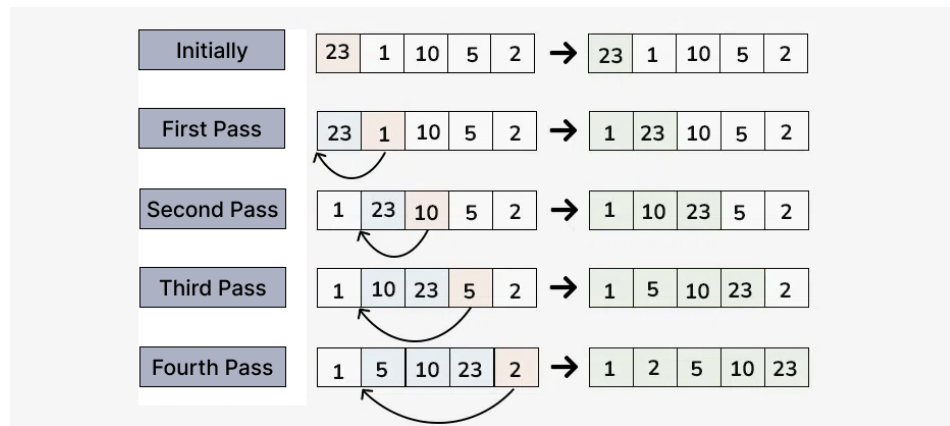 Initially 23 1 10 5 2 → 23 1 10 5 2
First Pass 23 1 10 5 2 → 1 23 10 5 2
Second Pass 1 23 10 5 2 → 1 10 23 5 2
Third Pass 1 10 23 5 2 → 1 5 10 23 2
Fourth Pass 1 5 10 23 2 → 1 2 5 10 23